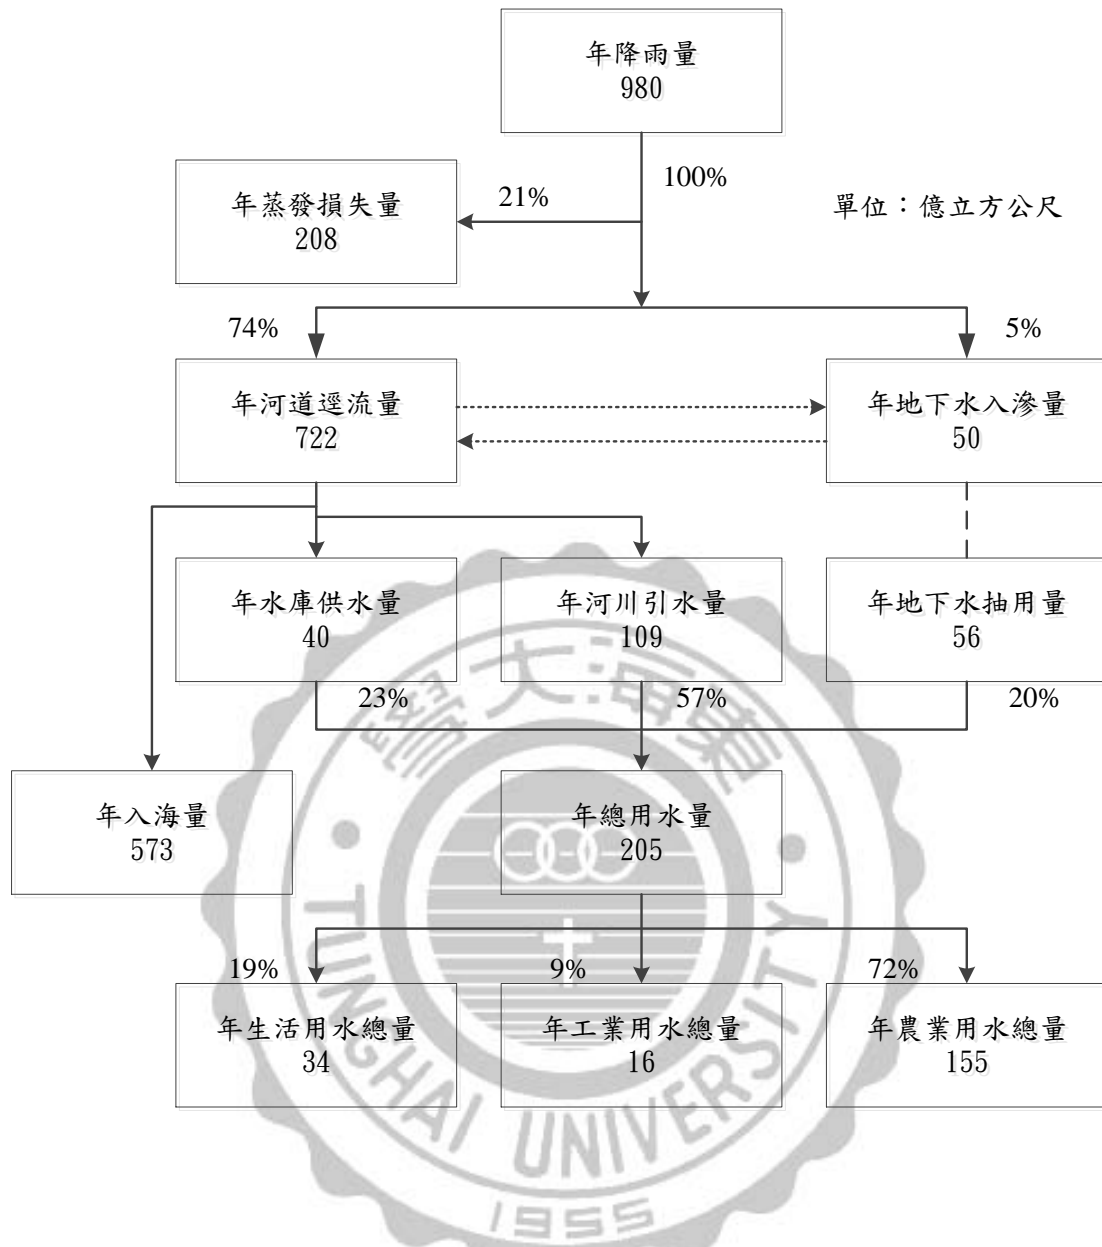 年降雨量
980
100%
21%
年蒸發損失量
208
單位：億立方公尺
74%
5%
年河道逕流量
722
年地下水入滲量
50
年水庫供水量
40
年河川引水量
109
年地下水抽用量
56
23%
57%
20%
年入海量
573
年總用水量
205
19%
9%
72%
年生活用水總量
34
年工業用水總量
16
年農業用水總量
155
東海大學
TUNGHAI UNIVERSITY
1955